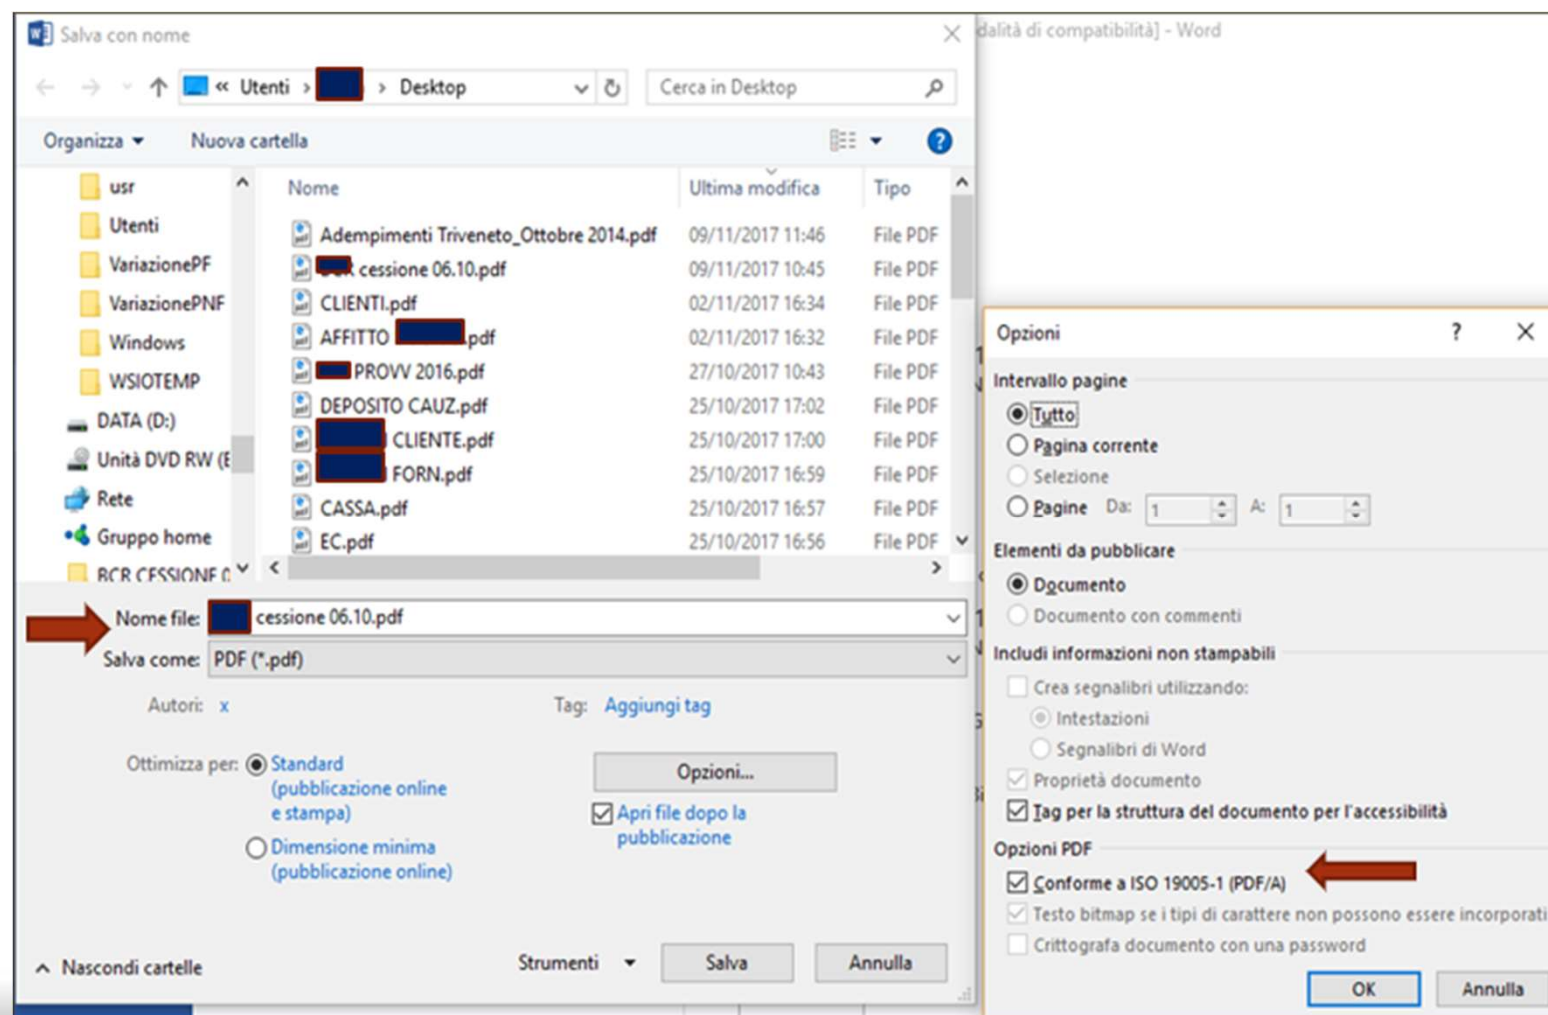 Salva con nome
dalità di compatibilità] - Word
« Utenti > > Desktop
Cerca in Desktop
Organizza
Nuova cartella
usr
Utenti
VariazionePF
VariazionePNF
Windows
WSIOTEMP
DATA (D:)
Unità DVD RW (E
Rete
Gruppo home
BCR CESSIONE 0
Nome Ultima modifica Tipo
Adempimenti Triveneto_Ottobre 2014.pdf 09/11/2017 11:46 File PDF
cessione 06.10.pdf 09/11/2017 10:45 File PDF
CLIENTI.pdf 02/11/2017 16:34 File PDF
AFFITTO .pdf 02/11/2017 16:32 File PDF
PROVV 2016.pdf 27/10/2017 10:43 File PDF
DEPOSITO CAUZ.pdf 25/10/2017 17:02 File PDF
CLIENTE.pdf 25/10/2017 17:00 File PDF
FORN.pdf 25/10/2017 16:59 File PDF
CASSA.pdf 25/10/2017 16:57 File PDF
EC.pdf 25/10/2017 16:56 File PDF
Nome file: cessione 06.10.pdf
Salva come: PDF (*.pdf)
Autori: x
Tag: Aggiungi tag
Ottimizza per: Standard
(pubblicazione online
e stampa)
Dimensione minima
(pubblicazione online)
Opzioni...
Apri file dopo la
pubblicazione
Nascondi cartelle
Strumenti
Salva
Annulla
Opzioni ?
Intervallo pagine
Tutto
Pagina corrente
Selezione
Pagine Da: 1 A: 1
Elementi da pubblicare
Documento
Documento con commenti
Includi informazioni non stampabili
Crea segnalibri utilizzando:
Intestazioni
Segnalibri di Word
Proprietà documento
Tag per la struttura del documento per l'accessibilità
Opzioni PDF
Conforme a ISO 19005-1 (PDF/A)
Testo bitmap se i tipi di carattere non possono essere incorporati
Crittografa documento con una password
OK
Annulla